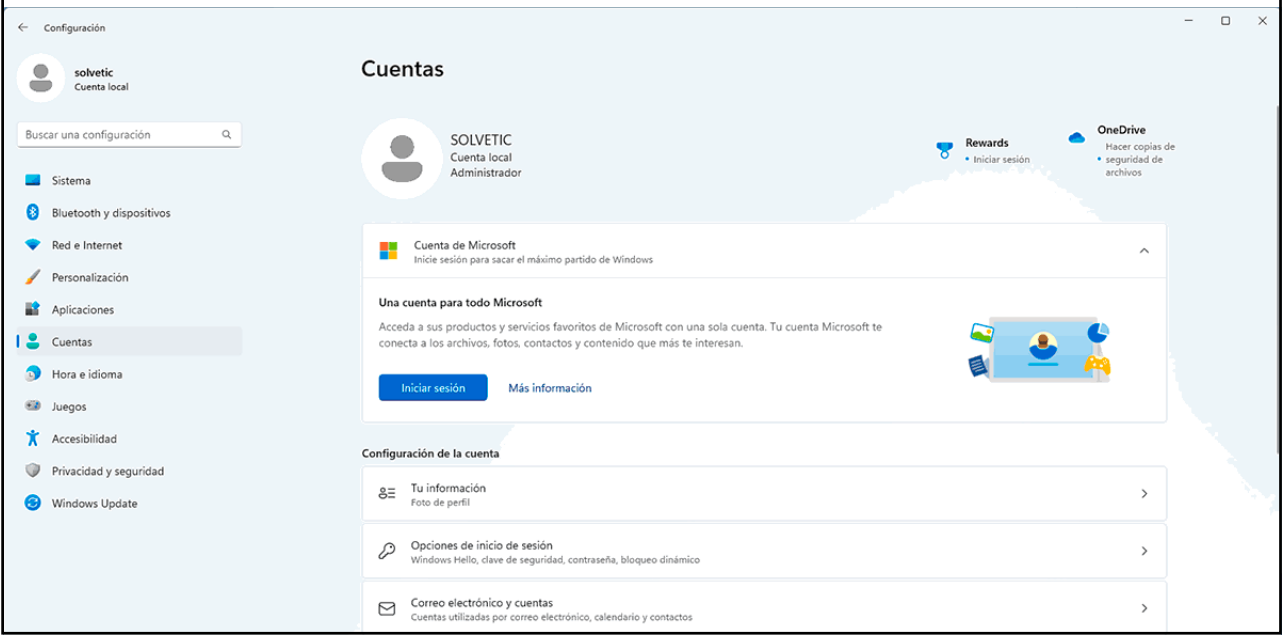 Configuración
solvetic
Cuenta local
Buscar una configuración
Sistema
Bluetooth y dispositivos
Red e Internet
Personalización
Aplicaciones
Cuentas
Hora e idioma
Juegos
Accesibilidad
Privacidad y seguridad
Windows Update
Cuentas
SOLVETIC
Cuenta local
Administrador
Rewards
• Iniciar sesión
OneDrive
Hacer copias de
• seguridad de
archivos
Cuenta de Microsoft
Inicie sesión para sacar el máximo partido de Windows
Una cuenta para todo Microsoft
Acceda a sus productos y servicios favoritos de Microsoft con una sola cuenta. Tu cuenta Microsoft te
conecta a los archivos, fotos, contactos y contenido que más te interesan.
Iniciar sesión
Más información
Configuración de la cuenta
Tu información
Foto de perfil
Opciones de inicio de sesión
Windows Hello, clave de seguridad, contraseña, bloqueo dinámico
Correo electrónico y cuentas
Cuentas utilizadas por correo electrónico, calendario y contactos